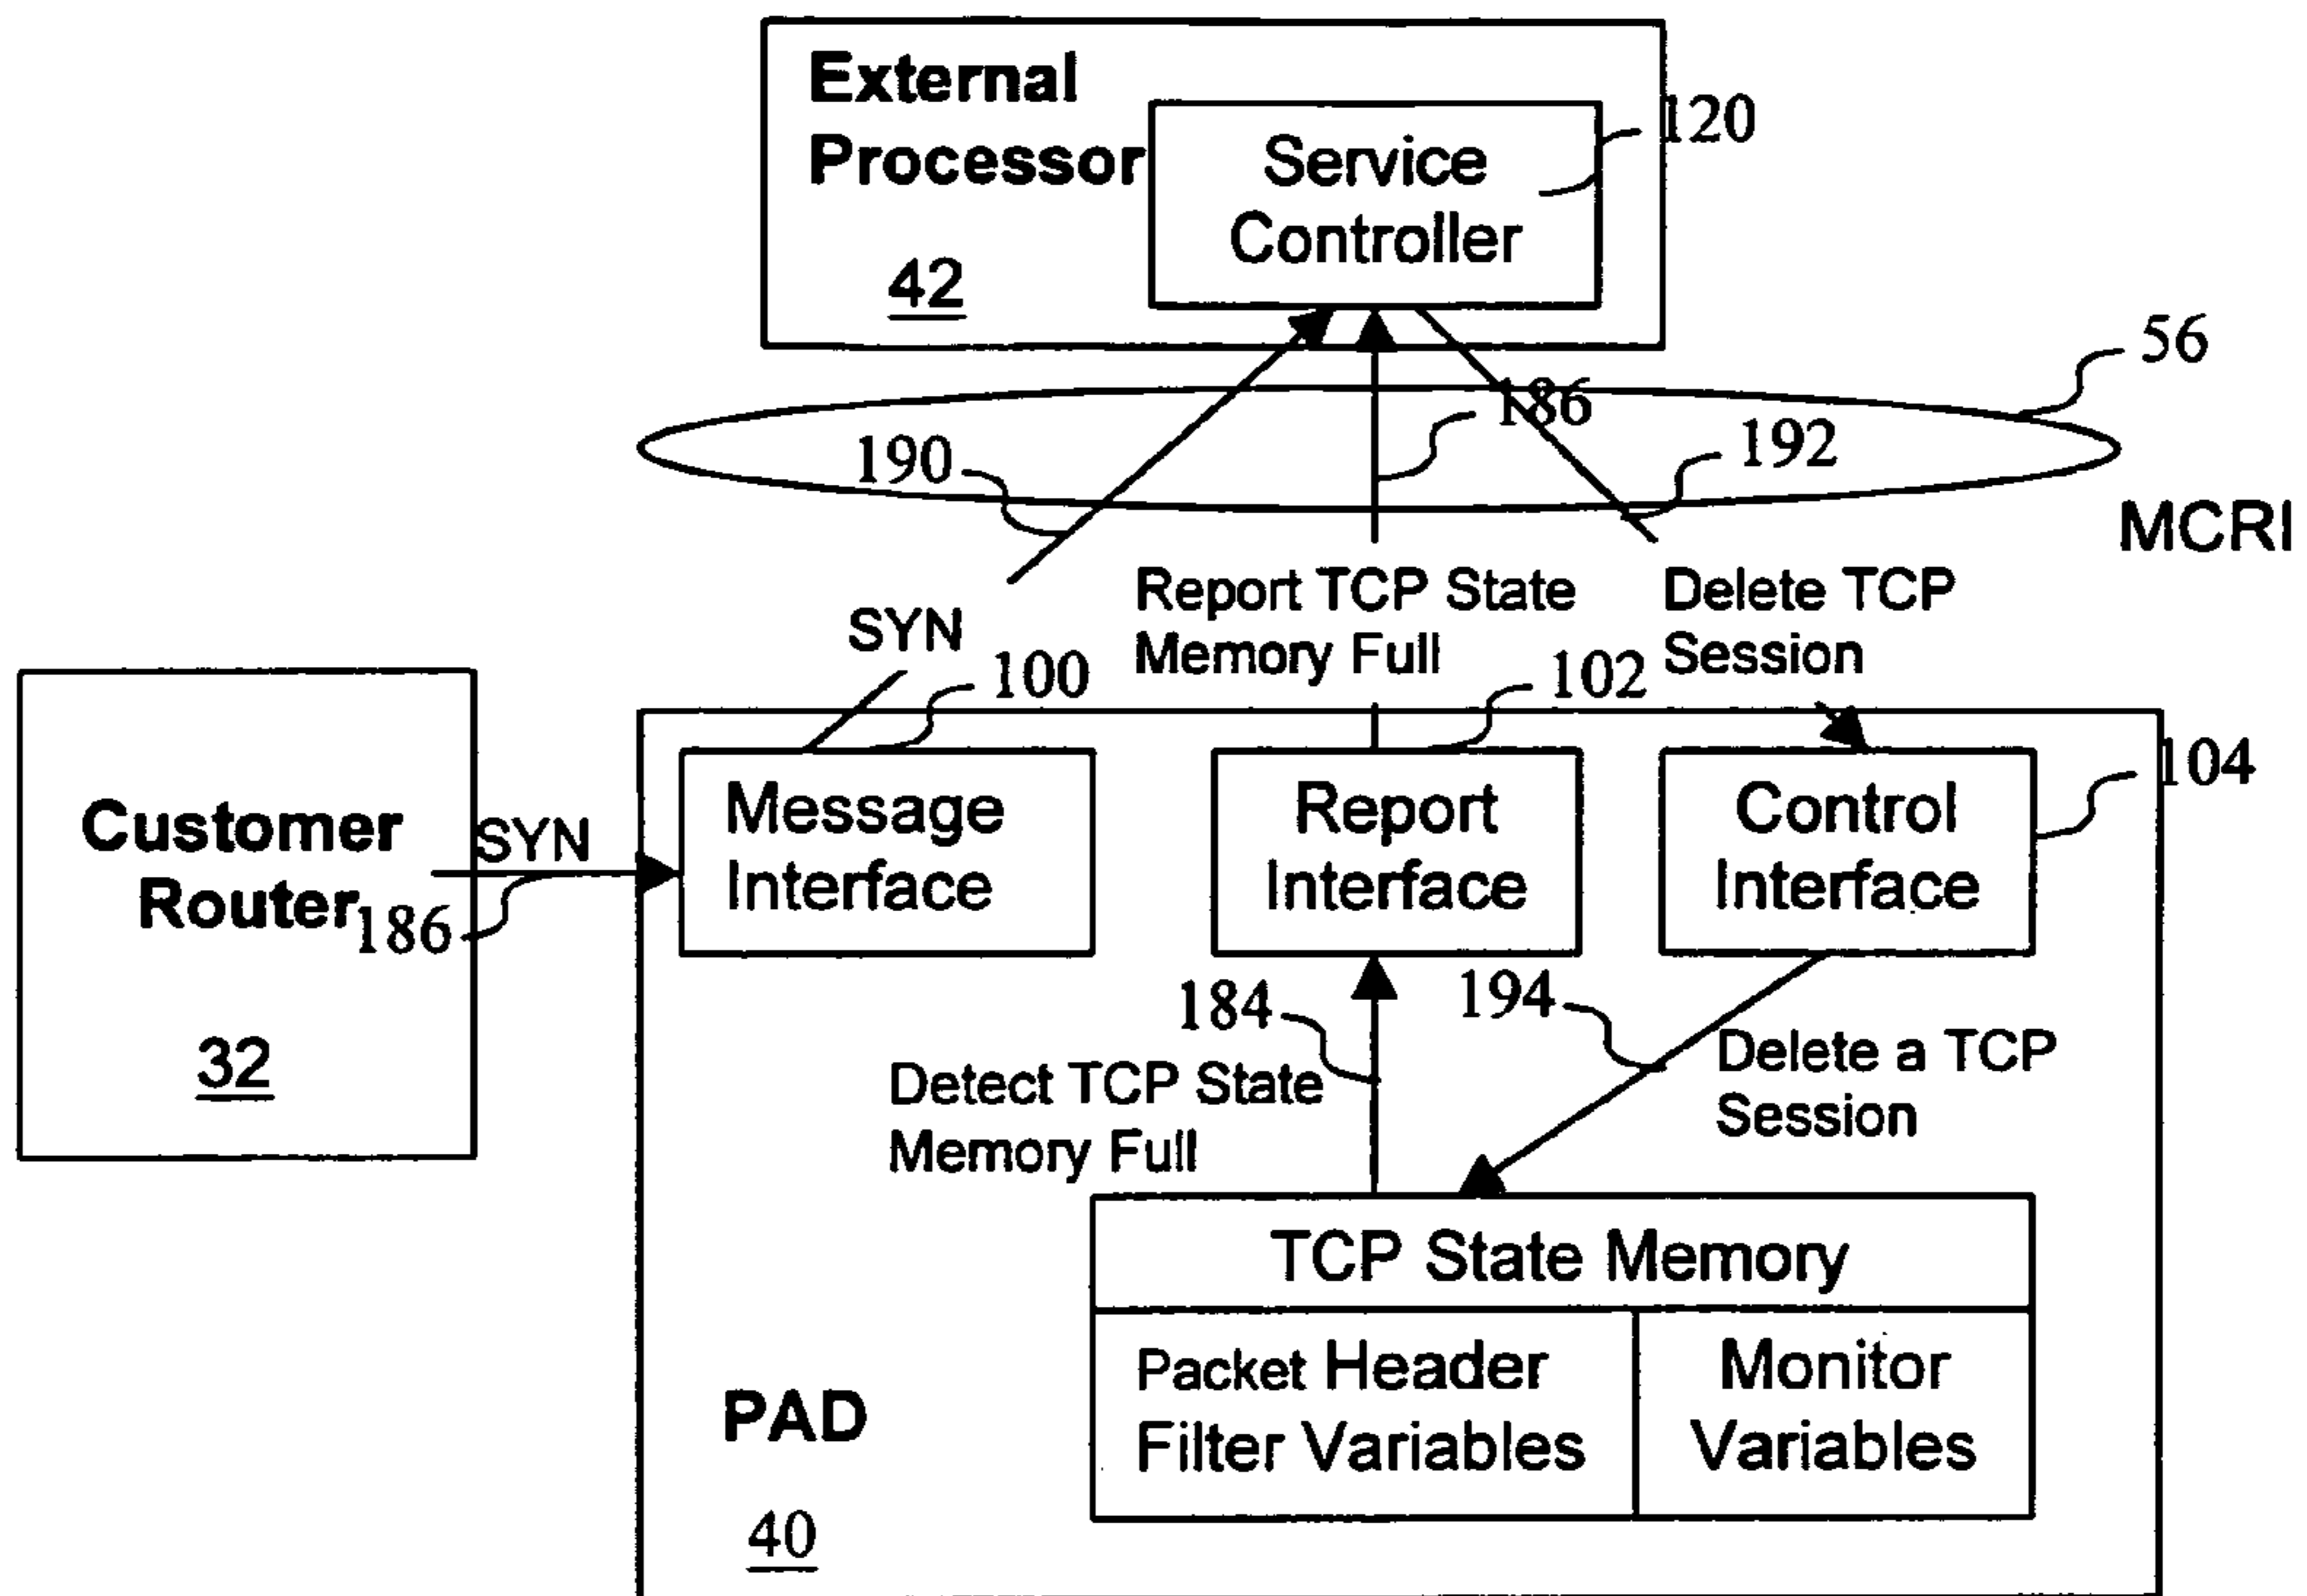 External
Processor
42
Service
Controller
120
56
190
186
192
MCRI
SYN
Report TCP State
Memory Full
Delete TCP
Session
100
102
104
Customer
Router
32
SYN
186
Message
Interface
Report
Interface
Control
Interface
184
194
Detect TCP State
Memory Full
Delete a TCP
Session
TCP State Memory
Packet Header
Filter Variables
Monitor
Variables
PAD
40